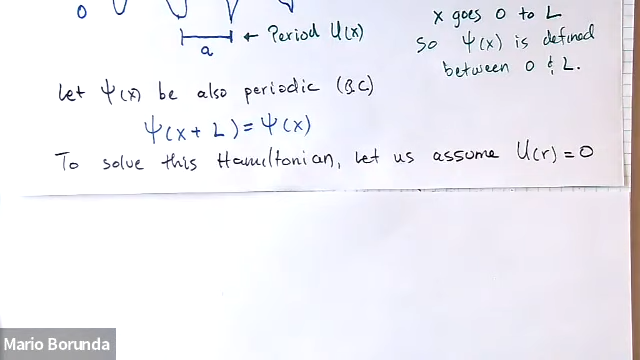 x goes 0 to L
So Ψ(x) is defined
between 0 & L.
0
a
← Period U(x)
Let Ψ(x) be also periodic (BC)
Ψ(x+L)=Ψ(x)
To solve this Hamiltonian, let us assume U(r)=0
Mario Borunda